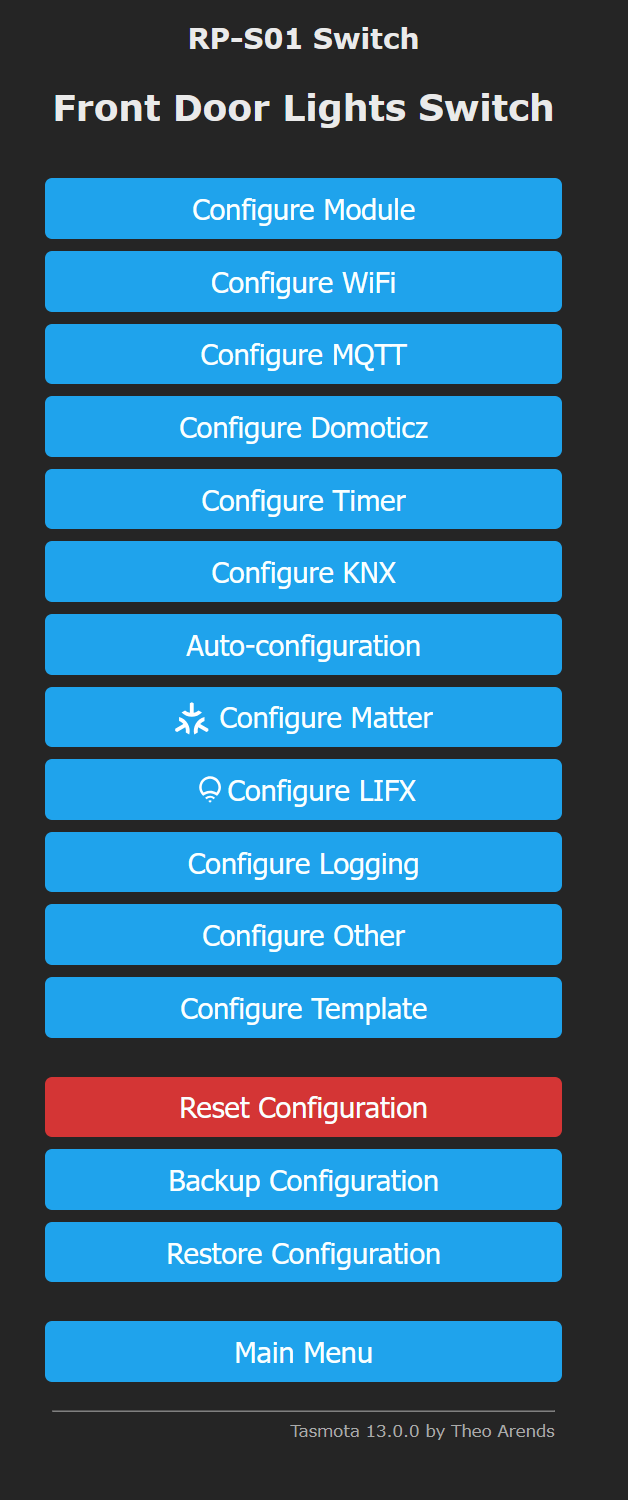 RP-S01 Switch
Front Door Lights Switch
Configure Module
Configure WiFi
Configure MQTT
Configure Domoticz
Configure Timer
Configure KNX
Auto-configuration
Configure Matter
Configure LIFX
Configure Logging
Configure Other
Configure Template
Reset Configuration
Backup Configuration
Restore Configuration
Main Menu
Tasmota 13.0.0 by Theo Arends